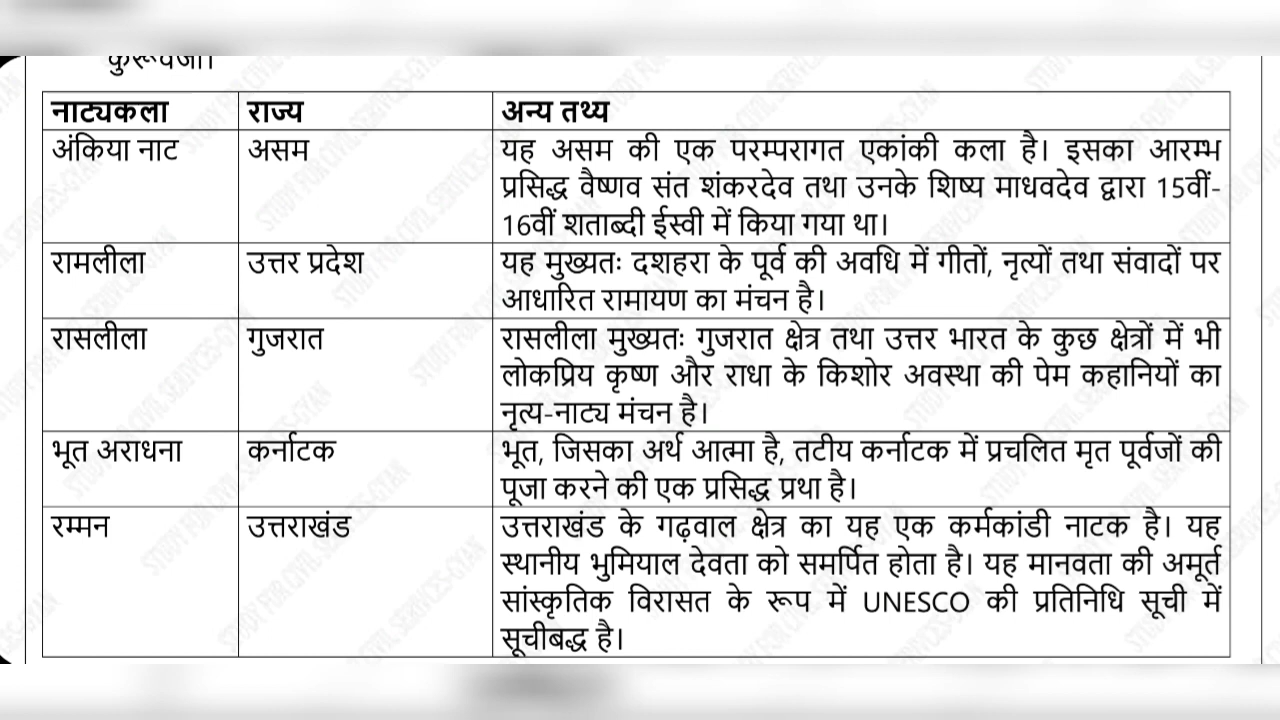 कुरूवंजी।
नाट्यकला राज्य अन्य तथ्य
अंकिया नाट असम यह असम की एक परम्परागत एकांकी कला है। इसका आरम्भ
प्रसिद्ध वैष्णव संत शंकरदेव तथा उनके शिष्य माधवदेव द्वारा 15वीं-
16वीं शताब्दी ईस्वी में किया गया था।
रामलीला उत्तर प्रदेश यह मुख्यतः दशहरा के पूर्व की अवधि में गीतों, नृत्यों तथा संवादों पर
आधारित रामायण का मंचन है।
रासलीला गुजरात रासलीला मुख्यतः गुजरात क्षेत्र तथा उत्तर भारत के कुछ क्षेत्रों में भी
लोकप्रिय कृष्ण और राधा के किशोर अवस्था की पेम कहानियों का
नृत्य-नाट्य मंचन है।
भूत अराधना कर्नाटक भूत, जिसका अर्थ आत्मा है, तटीय कर्नाटक में प्रचलित मृत पूर्वजों की
पूजा करने की एक प्रसिद्ध प्रथा है।
रम्मन उत्तराखंड उत्तराखंड के गढ़वाल क्षेत्र का यह एक कर्मकांडी नाटक है। यह
स्थानीय भुमियाल देवता को समर्पित होता है। यह मानवता की अमूर्त
सांस्कृतिक विरासत के रूप में UNESCO की प्रतिनिधि सूची में
सूचीबद्ध है।